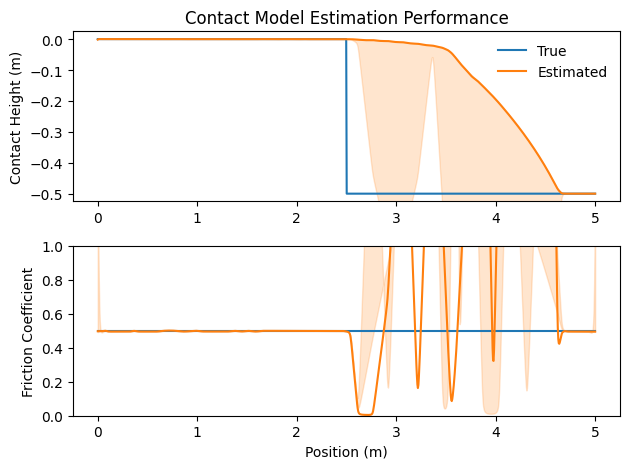 Contact Model Estimation Performance
Contact Height (m)
0.0
−0.1
−0.2
−0.3
−0.4
−0.5
True
Estimated
0 1 2 3 4 5
Friction Coefficient
1.0
0.8
0.6
0.4
0.2
0.0
0 1 2 3 4 5
Position (m)